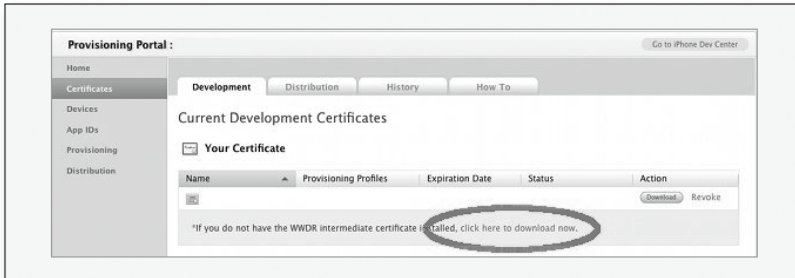 Provisioning Portal :
Go to iPhone Dev Center
Home
Certificates
Devices
App IDs
Provisioning
Distribution
Development Distribution History How To
Current Development Certificates
Your Certificate
Name Provisioning Profiles Expiration Date Status Action
Download Revoke
*If you do not have the WWDR intermediate certificate installed, click here to download now.